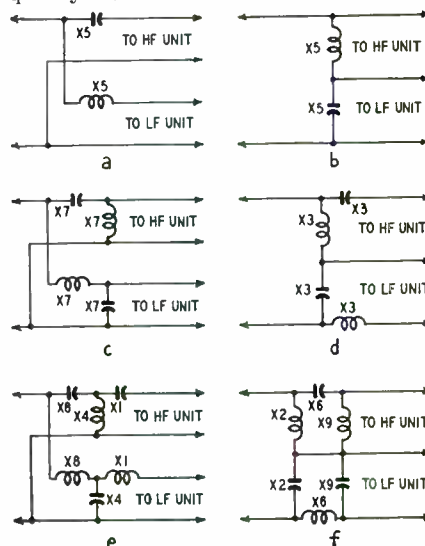 X5
TO HF UNIT
X5
TO LF UNIT
a
X5
TO HF UNIT
X5
TO LF UNIT
b
X7
X7
TO HF UNIT
X7
X7
TO LF UNIT
c
X3
X3
TO HF UNIT
X3
TO LF UNIT
X3
d
X8
X1
X4
TO HF UNIT
X8
X1
X4
TO LF UNIT
e
X6
X2
X9
TO HF UNIT
X2
X9
TO LF UNIT
X6
f